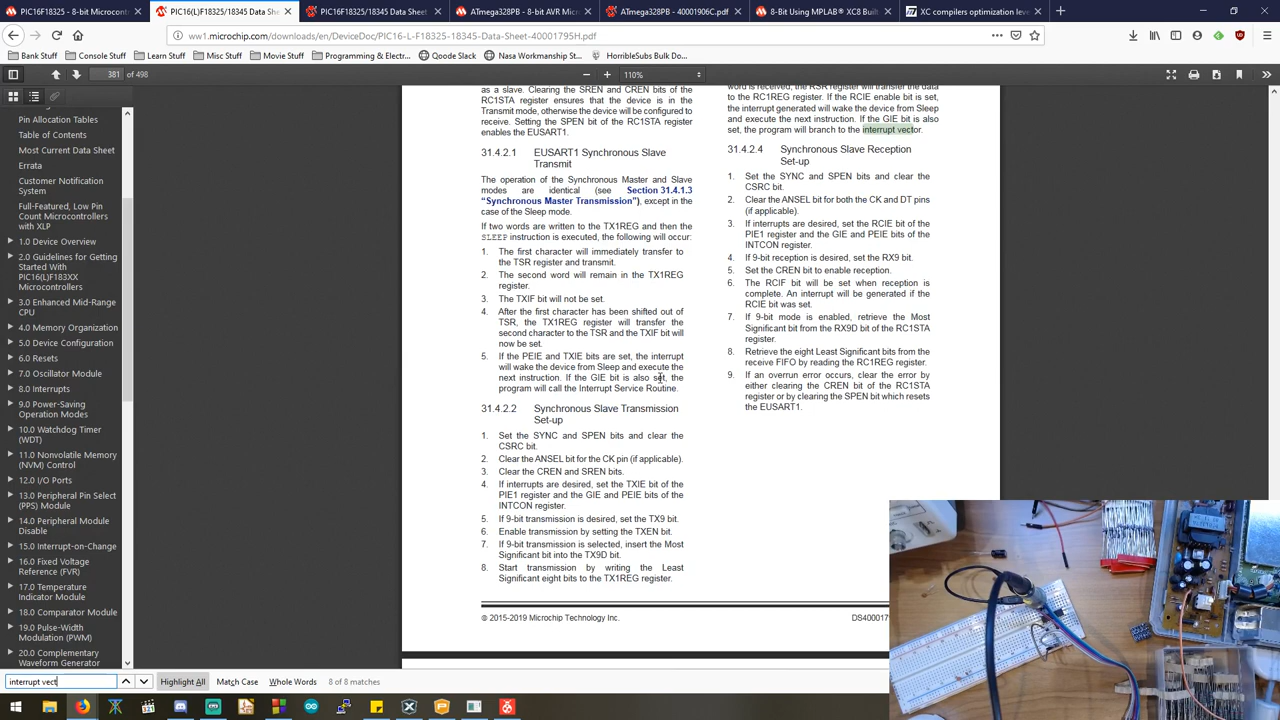 PIC16F18325/18345 - 8-bit Microcont
PIC16(L)F18325/18345 Data She
PIC16F18325/18345 Data Sheet
ATmega328PB - 8-bit AVR Micro
ATmega328PB - 40001906C.pdf
8-Bit Using MPLAB® XC8 Built
XC compilers optimization leve
ww1.microchip.com/downloads/en/DeviceDoc/PIC16-L-F18325-18345-Data-Sheet-40001795H.pdf
Bank Stuff
Console Stuff
Learn Stuff
Misc Stuff
Programming & Electr...
Movie Stuff
Qoode Slack
Nasa Workmanship St...
HorribleSubs Bulk Do...
381 of 498
110%
Pin Allocation Tables
Table of Contents
Most Current Data Sheet
Errata
Customer Notification
System
Full-Featured, Low Pin
Count Microcontrollers
with XLP
1.0 Device Overview
2.0 Guidelines for Getting
Started With
PIC16(L)F183XX
Microcontrollers
3.0 Enhanced Mid-Range
CPU
4.0 Memory Organization
5.0 Device Configuration
6.0 Resets
7.0 Oscillator Module
8.0 Interrupts
9.0 Power-Saving
Operation Modes
10.0 Watchdog Timer
(WDT)
11.0 Nonvolatile Memory
(NVM) Control
12.0 I/O Ports
13.0 Peripheral Pin Select
(PPS) Module
14.0 Peripheral Module
Disable
15.0 Interrupt-on-Change
16.0 Fixed Voltage
Reference (FVR)
17.0 Temperature
Indicator Module
18.0 Comparator Module
19.0 Pulse-Width
Modulation (PWM)
20.0 Complementary
Waveform Generator
as a slave. Clearing the SREN and CREN bits of the
RC1STA register ensures that the device is in the
Transmit mode, otherwise the device will be configured to
receive. Setting the SPEN bit of the RC1STA register
enables the EUSART1.
31.4.2.1 EUSART1 Synchronous Slave
Transmit
The operation of the Synchronous Master and Slave
modes are identical (see Section 31.4.1.3
“Synchronous Master Transmission”), except in the
case of the Sleep mode.
If two words are written to the TX1REG and then the
SLEEP instruction is executed, the following will occur:
1. The first character will immediately transfer to
the TSR register and transmit.
2. The second word will remain in the TX1REG
register.
3. The TXIF bit will not be set.
4. After the first character has been shifted out of
TSR, the TX1REG register will transfer the
second character to the TSR and the TXIF bit will
now be set.
5. If the PEIE and TXIE bits are set, the interrupt
will wake the device from Sleep and execute the
next instruction. If the GIE bit is also set, the
program will call the Interrupt Service Routine.
31.4.2.2 Synchronous Slave Transmission
Set-up
1. Set the SYNC and SPEN bits and clear the
CSRC bit.
2. Clear the ANSEL bit for the CK pin (if applicable).
3. Clear the CREN and SREN bits.
4. If interrupts are desired, set the TXIE bit of the
PIE1 register and the GIE and PEIE bits of the
INTCON register.
5. If 9-bit transmission is desired, set the TX9 bit.
6. Enable transmission by setting the TXEN bit.
7. If 9-bit transmission is selected, insert the Most
Significant bit into the TX9D bit.
8. Start transmission by writing the Least
Significant eight bits to the TX1REG register.
word is received, the RSR register will transfer the data
to the RC1REG register. If the RCIE enable bit is set,
the interrupt generated will wake the device from Sleep
and execute the next instruction. If the GIE bit is also
set, the program will branch to the interrupt vector.
31.4.2.4 Synchronous Slave Reception
Set-up
1. Set the SYNC and SPEN bits and clear the
CSRC bit.
2. Clear the ANSEL bit for both the CK and DT pins
(if applicable).
3. If interrupts are desired, set the RCIE bit of the
PIE1 register and the GIE and PEIE bits of the
INTCON register.
4. If 9-bit reception is desired, set the RX9 bit.
5. Set the CREN bit to enable reception.
6. The RCIF bit will be set when reception is
complete. An interrupt will be generated if the
RCIE bit was set.
7. If 9-bit mode is enabled, retrieve the Most
Significant bit from the RX9D bit of the RC1STA
register.
8. Retrieve the eight Least Significant bits from the
receive FIFO by reading the RC1REG register.
9. If an overrun error occurs, clear the error by
either clearing the CREN bit of the RC1STA
register or by clearing the SPEN bit which resets
the EUSART1.
© 2015-2019 Microchip Technology Inc.
DS4000179
interrupt vect
Highlight All
Match Case
Whole Words
8 of 8 matches